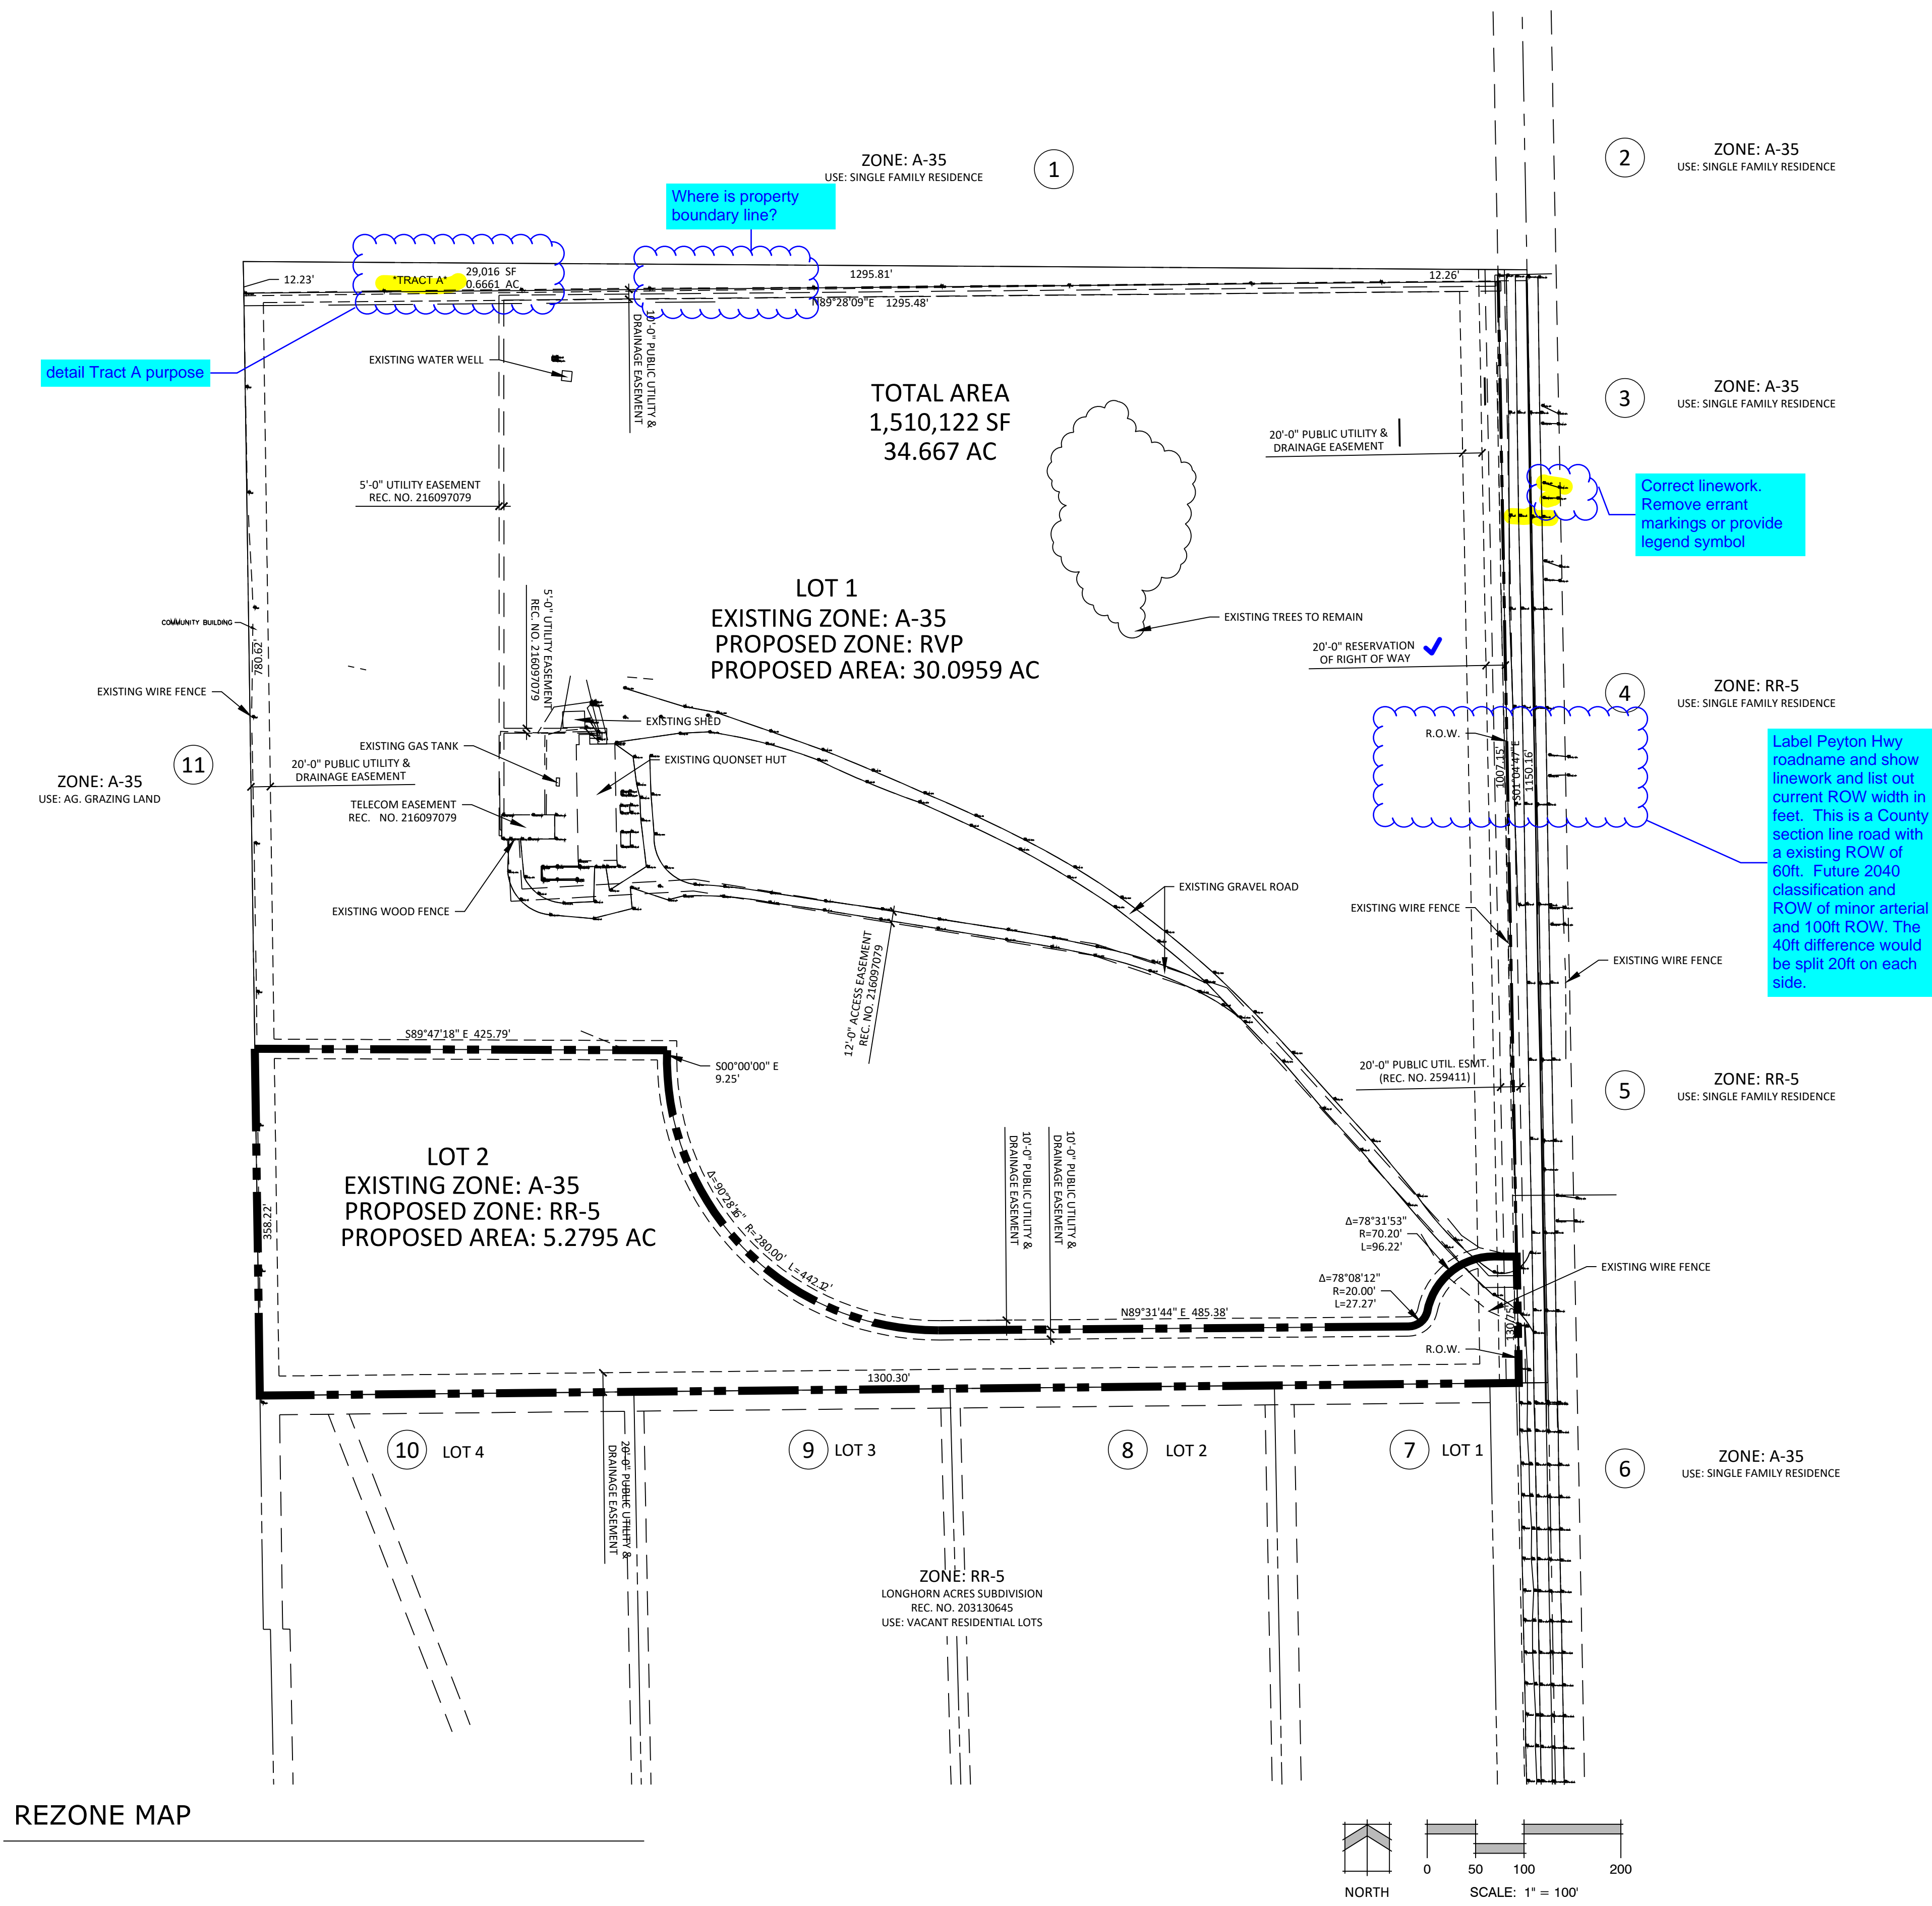 ZONE: A-35
USE: SINGLE FAMILY RESIDENCE
1
2
ZONE: A-35
USE: SINGLE FAMILY RESIDENCE
Where is property
boundary line?
12.23'
*TRACT A*
29,016 SF
0.6661 AC
1295.81'
12.26'
N89°28'09"E 1295.48'
10'-0" PUBLIC UTILITY &
DRAINAGE EASEMENT
detail Tract A purpose
EXISTING WATER WELL
TOTAL AREA
1,510,122 SF
34.667 AC
3
ZONE: A-35
USE: SINGLE FAMILY RESIDENCE
20'-0" PUBLIC UTILITY &
DRAINAGE EASEMENT
5'-0" UTILITY EASEMENT
REC. NO. 216097079
Correct linework.
Remove errant
markings or provide
legend symbol
LOT 1
EXISTING ZONE: A-35
PROPOSED ZONE: RVP
PROPOSED AREA: 30.0959 AC
5'-0" UTILITY EASEMENT
REC. NO. 216097079
COMMUNITY BUILDING
780.62'
EXISTING TREES TO REMAIN
20'-0" RESERVATION
OF RIGHT OF WAY
EXISTING WIRE FENCE
4
ZONE: RR-5
USE: SINGLE FAMILY RESIDENCE
EXISTING SHED
R.O.W.
EXISTING GAS TANK
EXISTING QUONSET HUT
11
ZONE: A-35
USE: AG. GRAZING LAND
20'-0" PUBLIC UTILITY &
DRAINAGE EASEMENT
TELECOM EASEMENT
REC. NO. 216097079
1007.15'
S01°04'47" E
1150.16'
Label Peyton Hwy
roadname and show
linework and list out
current ROW width in
feet. This is a County
section line road with
a existing ROW of
60ft. Future 2040
classification and
ROW of minor arterial
and 100ft ROW. The
40ft difference would
be split 20ft on each
side.
EXISTING WOOD FENCE
EXISTING GRAVEL ROAD
EXISTING WIRE FENCE
EXISTING WIRE FENCE
12'-0" ACCESS EASEMENT
REC. NO. 216097079
S89°47'18" E 425.79'
S00°00'00" E
9.25'
20'-0" PUBLIC UTIL. ESMT.
(REC. NO. 259411)
5
ZONE: RR-5
USE: SINGLE FAMILY RESIDENCE
LOT 2
EXISTING ZONE: A-35
PROPOSED ZONE: RR-5
PROPOSED AREA: 5.2795 AC
358.22'
Δ=90°28'16" R=280.00' L=442.12'
10'-0" PUBLIC UTILITY &
DRAINAGE EASEMENT
10'-0" PUBLIC UTILITY &
DRAINAGE EASEMENT
Δ=78°31'53"
R=70.20'
L=96.22'
Δ=78°08'12"
R=20.00'
L=27.27'
EXISTING WIRE FENCE
N89°31'44" E 485.38'
130.75'
R.O.W.
1300.30'
10
LOT 4
20'-0" PUBLIC UTILITY &
DRAINAGE EASEMENT
9
LOT 3
8
LOT 2
7
LOT 1
6
ZONE: A-35
USE: SINGLE FAMILY RESIDENCE
ZONE: RR-5
LONGHORN ACRES SUBDIVISION
REC. NO. 203130645
USE: VACANT RESIDENTIAL LOTS
REZONE MAP
NORTH
0 50 100 200
SCALE: 1" = 100'